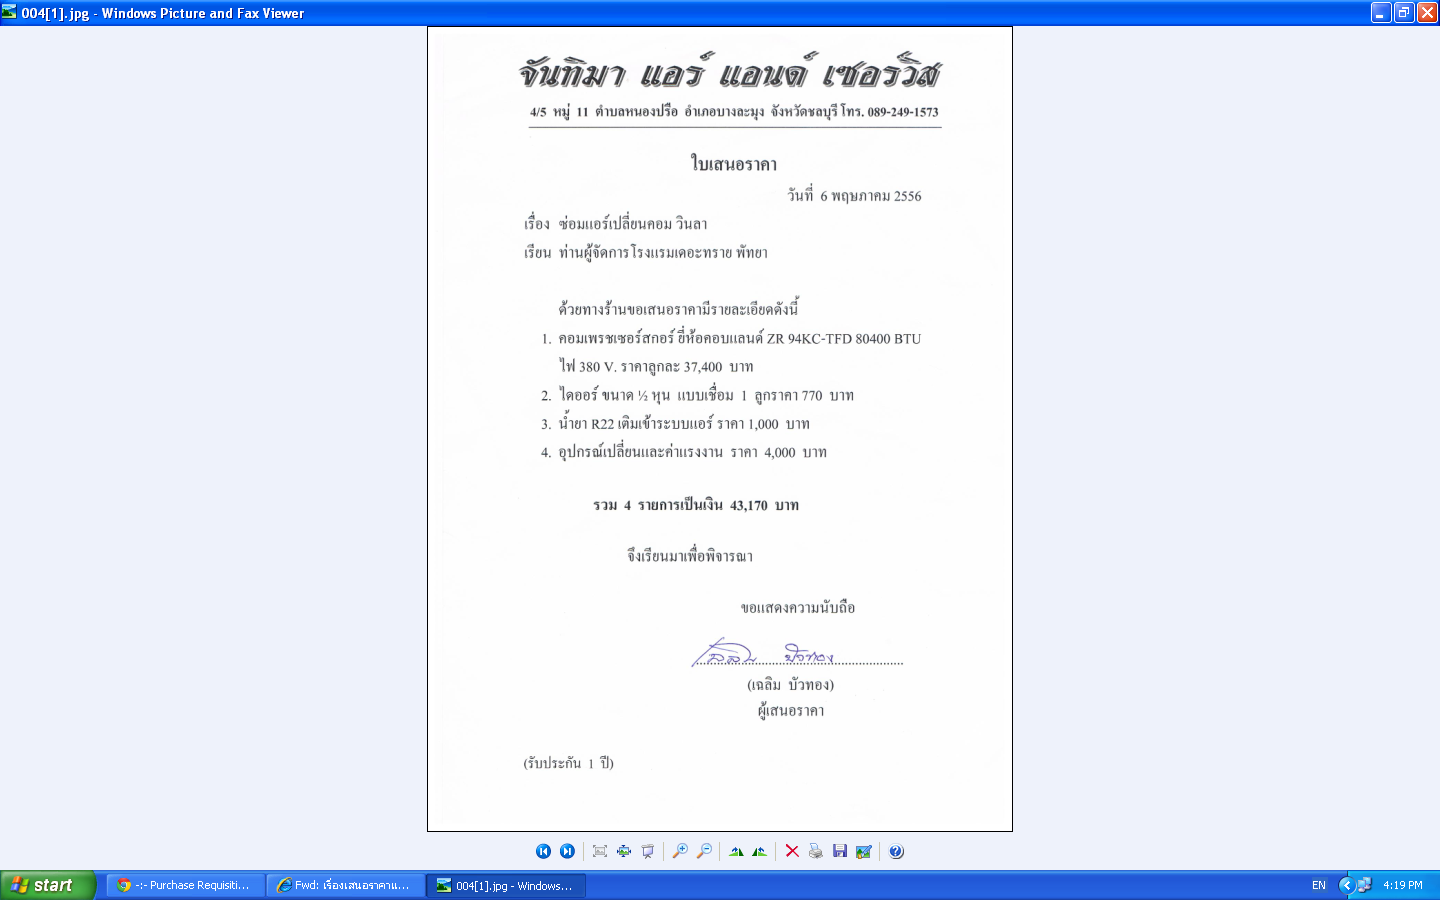 004[1].jpg - Windows Picture and Fax Viewer
จันทิมา แอร์ แอนด์ เซอร์วิส
4/5 หมู่ 11 ตำบลหนองปรือ อำเภอบางละมุง จังหวัดชลบุรี โทร. 089-249-1573
ใบเสนอราคา
วันที่ 6 พฤษภาคม 2556
เรื่อง ซ่อมแอร์เปลี่ยนคอม วินลา
เรียน ท่านผู้จัดการโรงแรมเดอะทราย พัทยา
ด้วยทางร้านขอเสนอราคามีรายละเอียดดังนี้
1. คอมเพรชเซอร์สกอร์ ยี่ห้อคอบแลนด์ ZR 94KC-TFD 80400 BTU
ไฟ 380 V. ราคาลูกละ 37,400 บาท
2. ไดออร์ ขนาด ½ หุน แบบเชื่อม 1 ลูกราคา 770 บาท
3. น้ำยา R22 เติมเข้าระบบแอร์ ราคา 1,000 บาท
4. อุปกรณ์เปลี่ยนและค่าแรงงาน ราคา 4,000 บาท
รวม 4 รายการเป็นเงิน 43,170 บาท
จึงเรียนมาเพื่อพิจารณา
ขอแสดงความนับถือ
เฉลิม บัวทอง
(เฉลิม บัวทอง)
ผู้เสนอราคา
(รับประกัน 1 ปี)
start
-:- Purchase Requisiti...
Fwd: เรื่องเสนอราคาแ...
004[1].jpg - Windows...
EN
4:19 PM